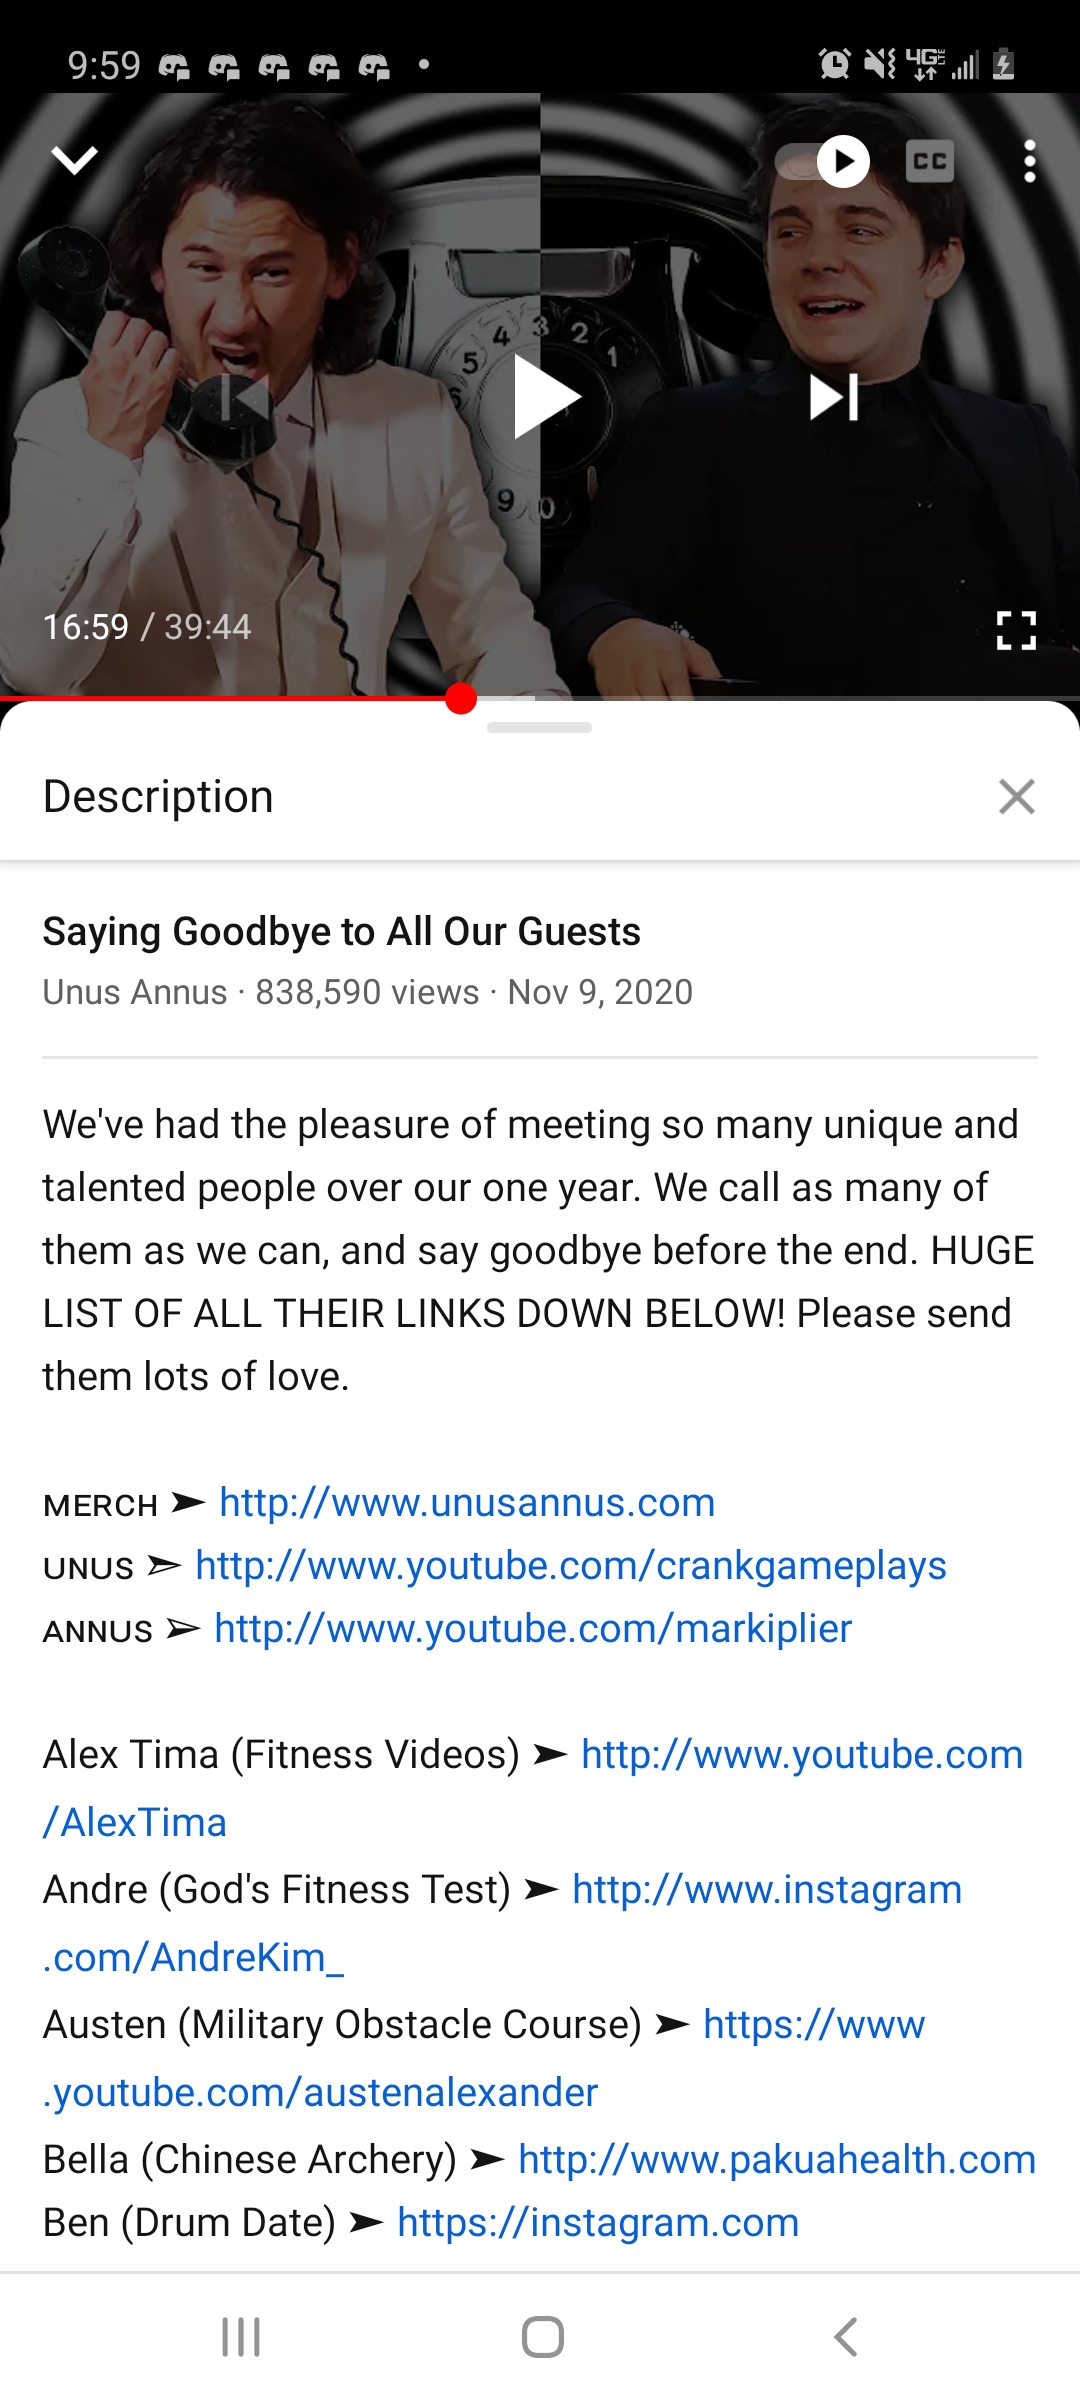 9:59
4G LTE
CC
4 3 2
5 1
6
9 0
16:59 / 39:44
Description
Saying Goodbye to All Our Guests
Unus Annus · 838,590 views · Nov 9, 2020
We've had the pleasure of meeting so many unique and
talented people over our one year. We call as many of
them as we can, and say goodbye before the end. HUGE
LIST OF ALL THEIR LINKS DOWN BELOW! Please send
them lots of love.
ᴍᴇʀᴄʜ ➤ http://www.unusannus.com
ᴜɴᴜs ➢ http://www.youtube.com/crankgameplays
ᴀɴɴᴜs ➢ http://www.youtube.com/markiplier
Alex Tima (Fitness Videos) ➤ http://www.youtube.com
/AlexTima
Andre (God's Fitness Test) ➤ http://www.instagram
.com/AndreKim_
Austen (Military Obstacle Course) ➤ https://www
.youtube.com/austenalexander
Bella (Chinese Archery) ➤ http://www.pakuahealth.com
Ben (Drum Date) ➤ https://instagram.com